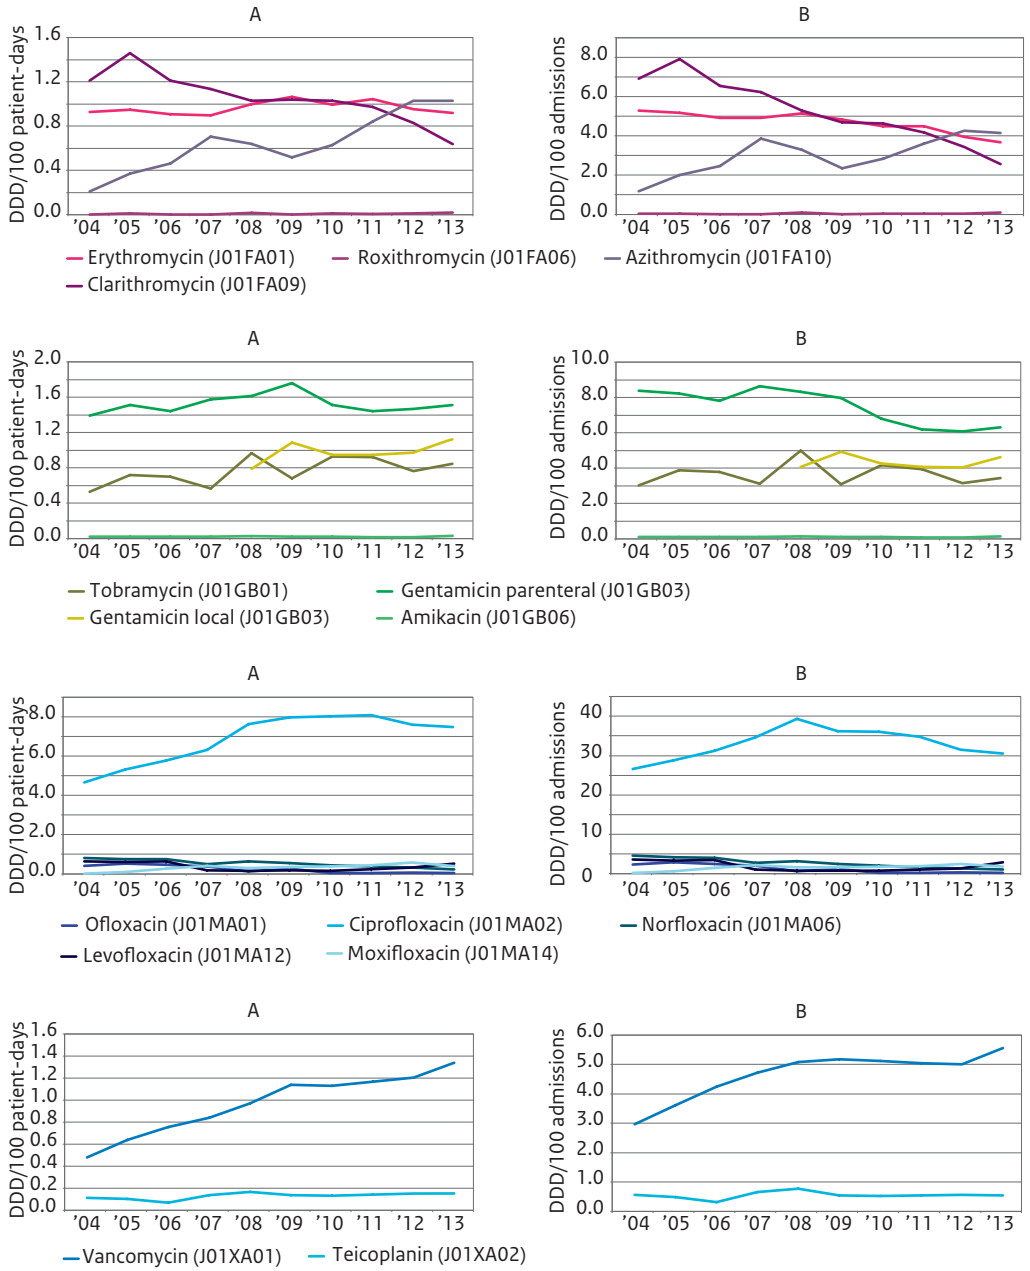 A
B
DDD/100 patient-days
1.6
1.2
0.8
0.4
0.0
'04 '05 '06 '07 '08 '09 '10 '11 '12 '13
DDD/100 admissions
8.0
6.0
4.0
2.0
0.0
'04 '05 '06 '07 '08 '09 '10 '11 '12 '13
Erythromycin (J01FA01) Roxithromycin (J01FA06) Azithromycin (J01FA10)
Clarithromycin (J01FA09)
A
B
DDD/100 patient-days
2.0
1.6
1.2
0.8
0.4
0.0
'04 '05 '06 '07 '08 '09 '10 '11 '12 '13
DDD/100 admissions
10.0
8.0
6.0
4.0
2.0
0.0
'04 '05 '06 '07 '08 '09 '10 '11 '12 '13
Tobramycin (J01GB01) Gentamicin parenteral (J01GB03)
Gentamicin local (J01GB03) Amikacin (J01GB06)
A
B
DDD/100 patient-days
8.0
6.0
4.0
2.0
0.0
'04 '05 '06 '07 '08 '09 '10 '11 '12 '13
DDD/100 admissions
40
30
20
10
0
'04 '05 '06 '07 '08 '09 '10 '11 '12 '13
Ofloxacin (J01MA01) Ciprofloxacin (J01MA02) Norfloxacin (J01MA06)
Levofloxacin (J01MA12) Moxifloxacin (J01MA14)
A
B
DDD/100 patient-days
1.6
1.4
1.2
1.0
0.8
0.6
0.4
0.2
0.0
'04 '05 '06 '07 '08 '09 '10 '11 '12 '13
DDD/100 admissions
6.0
5.0
4.0
3.0
2.0
1.0
0.0
'04 '05 '06 '07 '08 '09 '10 '11 '12 '13
Vancomycin (J01XA01) Teicoplanin (J01XA02)